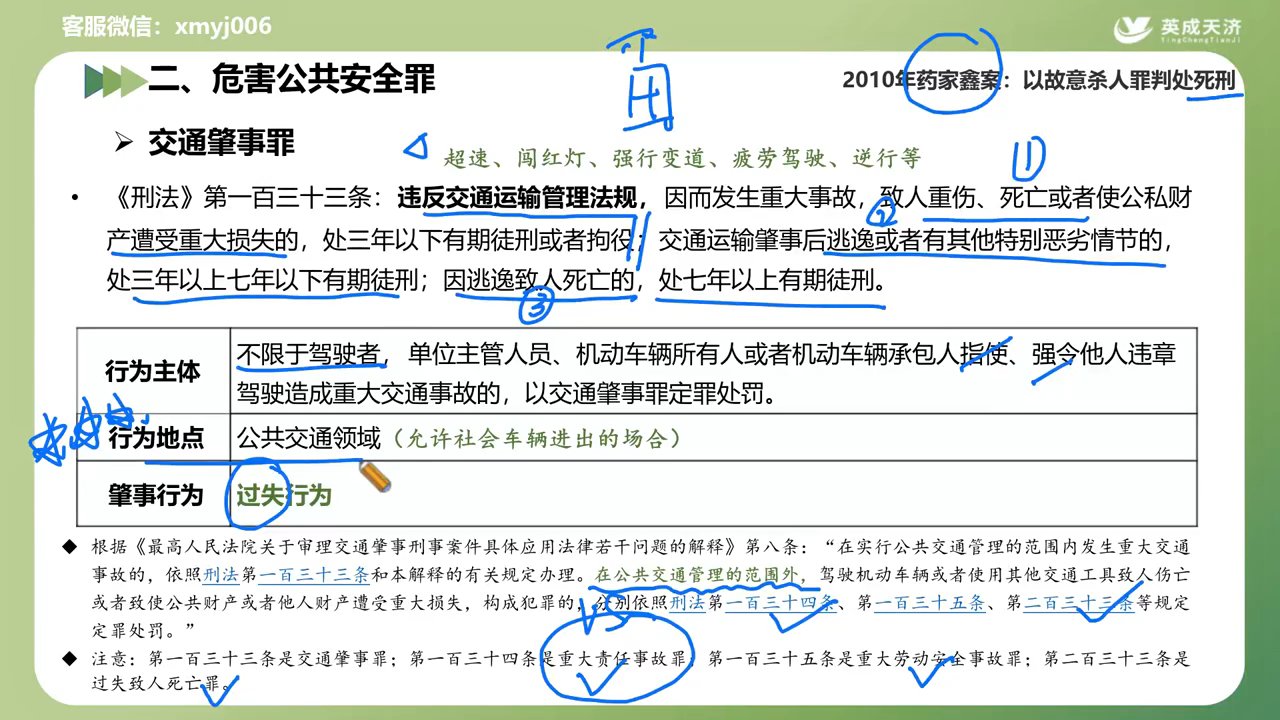 客服微信：xmyj006
英成天济
YingChengTianJi
二、危害公共安全罪
2010年药家鑫案：以故意杀人罪判处死刑
交通肇事罪
超速、闯红灯、强行变道、疲劳驾驶、逆行等
①
《刑法》第一百三十三条：违反交通运输管理法规，因而发生重大事故，致人重伤、死亡或者使公私财
②
产遭受重大损失的，处三年以下有期徒刑或者拘役；交通运输肇事后逃逸或者有其他特别恶劣情节的，
处三年以上七年以下有期徒刑；因逃逸致人死亡的，处七年以上有期徒刑。
③
行为主体
不限于驾驶者，单位主管人员、机动车辆所有人或者机动车辆承包人指使、强令他人违章
驾驶造成重大交通事故的，以交通肇事罪定罪处罚。
行为地点
公共交通领域（允许社会车辆进出的场合）
肇事行为
过失行为
根据《最高人民法院关于审理交通肇事刑事案件具体应用法律若干问题的解释》第八条：“在实行公共交通管理的范围内发生重大交通
事故的，依照刑法第一百三十三条和本解释的有关规定办理。在公共交通管理的范围外，驾驶机动车辆或者使用其他交通工具致人伤亡
或者致使公共财产或者他人财产遭受重大损失，构成犯罪的，分别依照刑法第一百三十四条、第一百三十五条、第二百三十三条等规定
定罪处罚。”
注意：第一百三十三条是交通肇事罪；第一百三十四条是重大责任事故罪；第一百三十五条是重大劳动安全事故罪；第二百三十三条是
过失致人死亡罪。